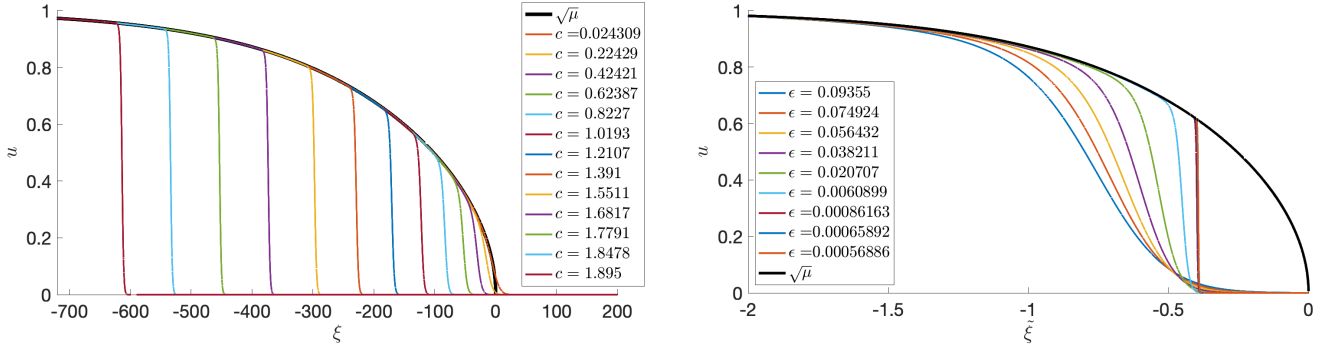 1
0.8
0.6
0.4
0.2
0
u
-700 -600 -500 -400 -300 -200 -100 0 100 200
ξ
√μ
c =0.024309
c = 0.22429
c = 0.42421
c = 0.62387
c = 0.8227
c = 1.0193
c = 1.2107
c = 1.391
c = 1.5511
c = 1.6817
c = 1.7791
c = 1.8478
c = 1.895
1
0.8
0.6
0.4
0.2
0
u
-2 -1.5 -1 -0.5 0
ξ̃
ϵ = 0.09355
ϵ = 0.074924
ϵ = 0.056432
ϵ = 0.038211
ϵ = 0.020707
ϵ = 0.0060899
ϵ =0.00086163
ϵ =0.00065892
ϵ =0.00056886
√μ